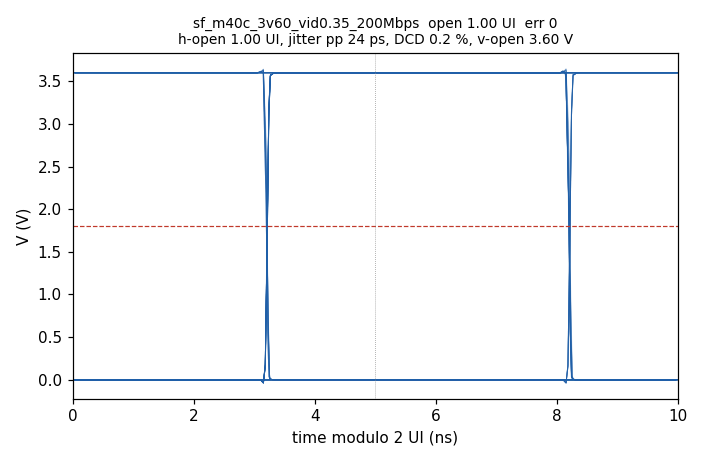 sf_m40c_3v60_vid0.35_200Mbps  open 1.00 UI  err 0
h-open 1.00 UI, jitter pp 24 ps, DCD 0.2 %, v-open 3.60 V
3.5
3.0
2.5
2.0
1.5
1.0
0.5
0.0
V (V)
0 2 4 6 8 10
time modulo 2 UI (ns)